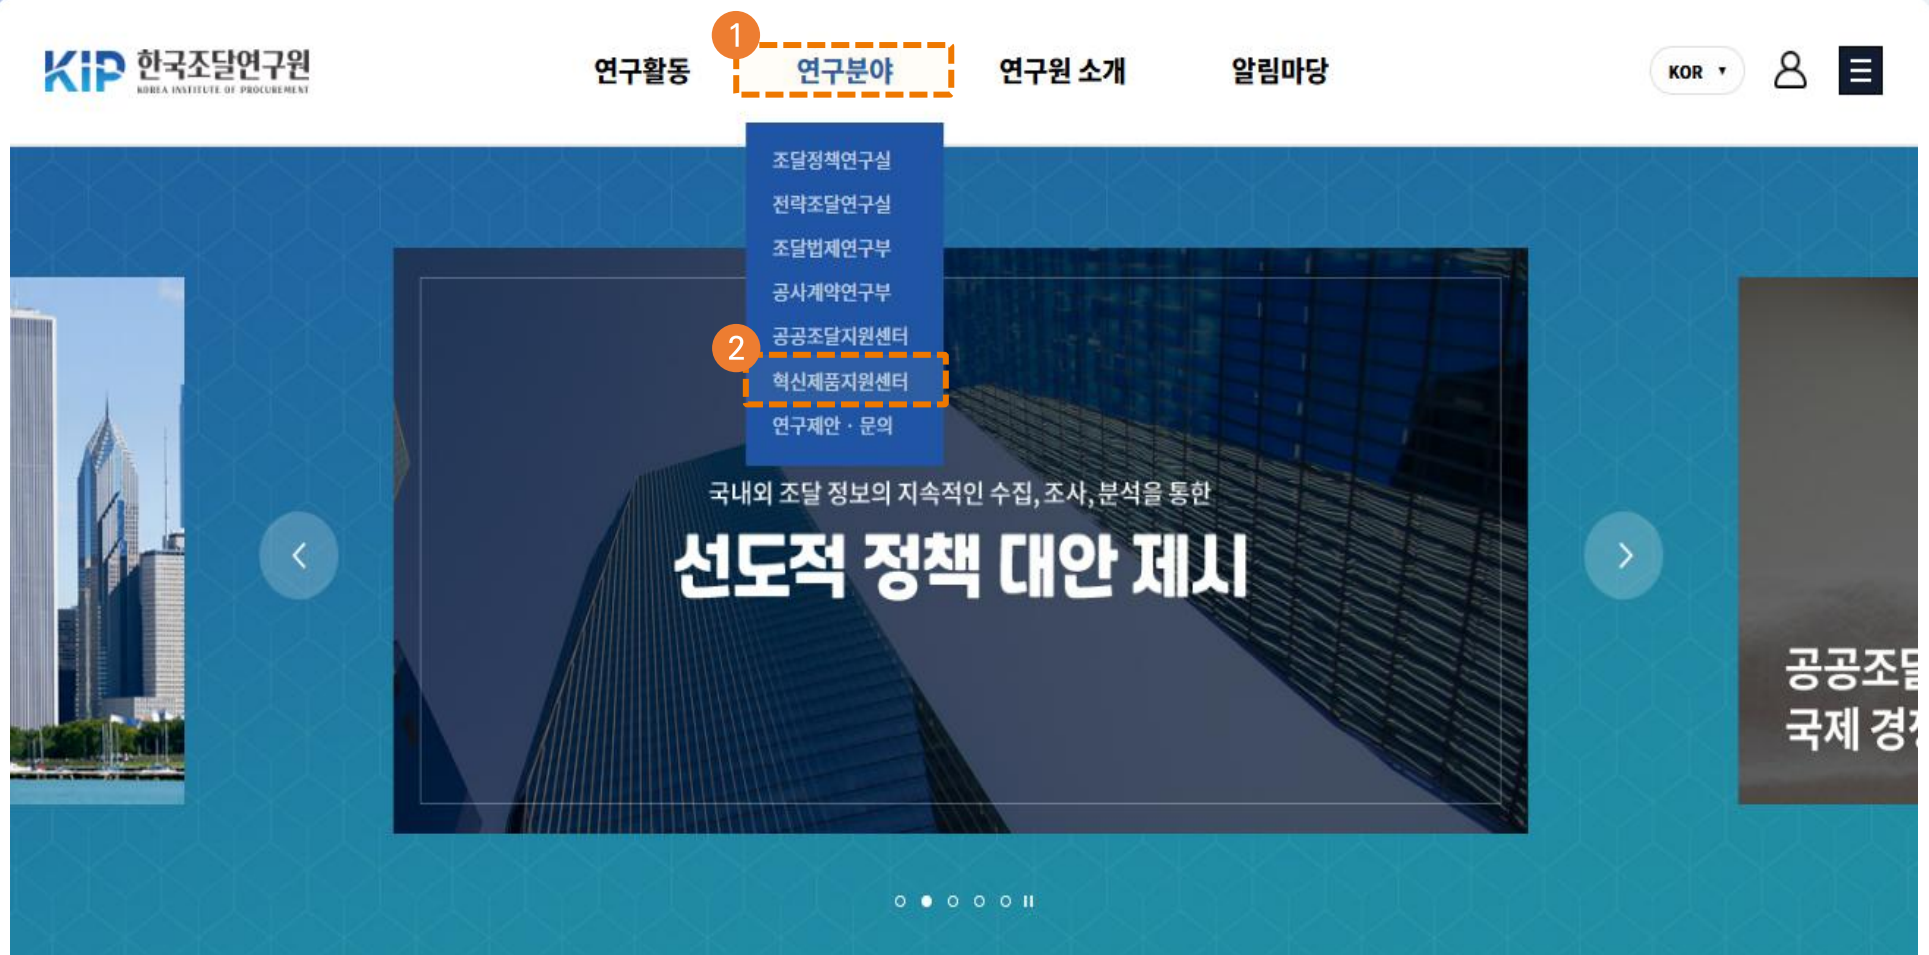 KIP 한국조달연구원
KOREA INSTITUTE OF PROCUREMENT
연구활동
1
연구분야
연구원 소개
알림마당
KOR
조달정책연구실
전략조달연구실
조달법제연구부
공사계약연구부
공공조달지원센터
2
혁신제품지원센터
연구제안 · 문의
국내외 조달 정보의 지속적인 수집, 조사, 분석을 통한
선도적 정책 대안 제시
공공조달
국제 경